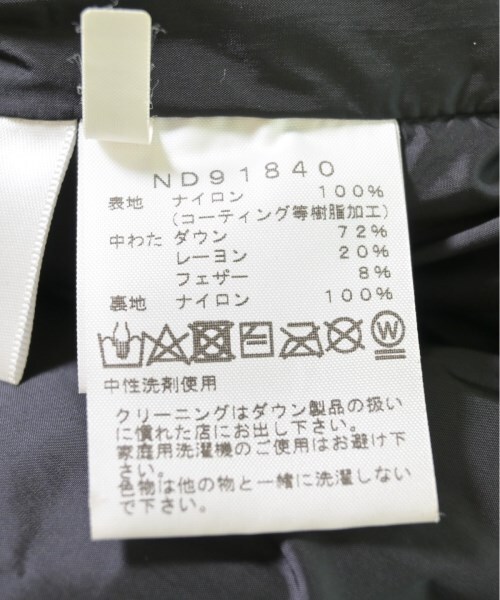 ND91840
表地 ナイロン 100%
(コーティング等樹脂加工)
中わた ダウン 72%
レーヨン 20%
フェザー 8%
裏地 ナイロン 100%
W
中性洗剤使用
クリーニングはダウン製品の扱い
に慣れた店にお出し下さい。
家庭用洗濯機のご使用はお避け下
さい。
色物は他の物と一緒に洗濯しない
で下さい。